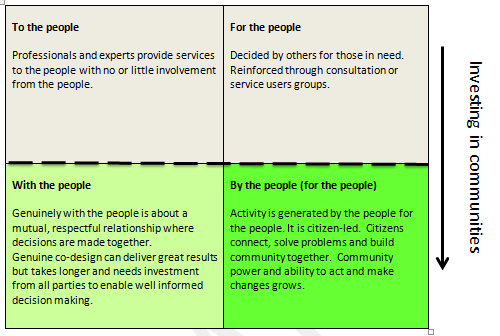 To the people
Professionals and experts provide services
to the people with no or little involvement
from the people.
For the people
Decided by others for those in need.
Reinforced through consultation or
service users groups.
With the people
Genuinely with the people is about a
mutual, respectful relationship where
decisions are made together.
Genuine co-design can deliver great results
but takes longer and needs investment
from all parties to enable well informed
decision making.
By the people (for the people)
Activity is generated by the people for
the people. It is citizen-led. Citizens
connect, solve problems and build
community together. Community
power and ability to act and make
changes grows.
Investing in communities